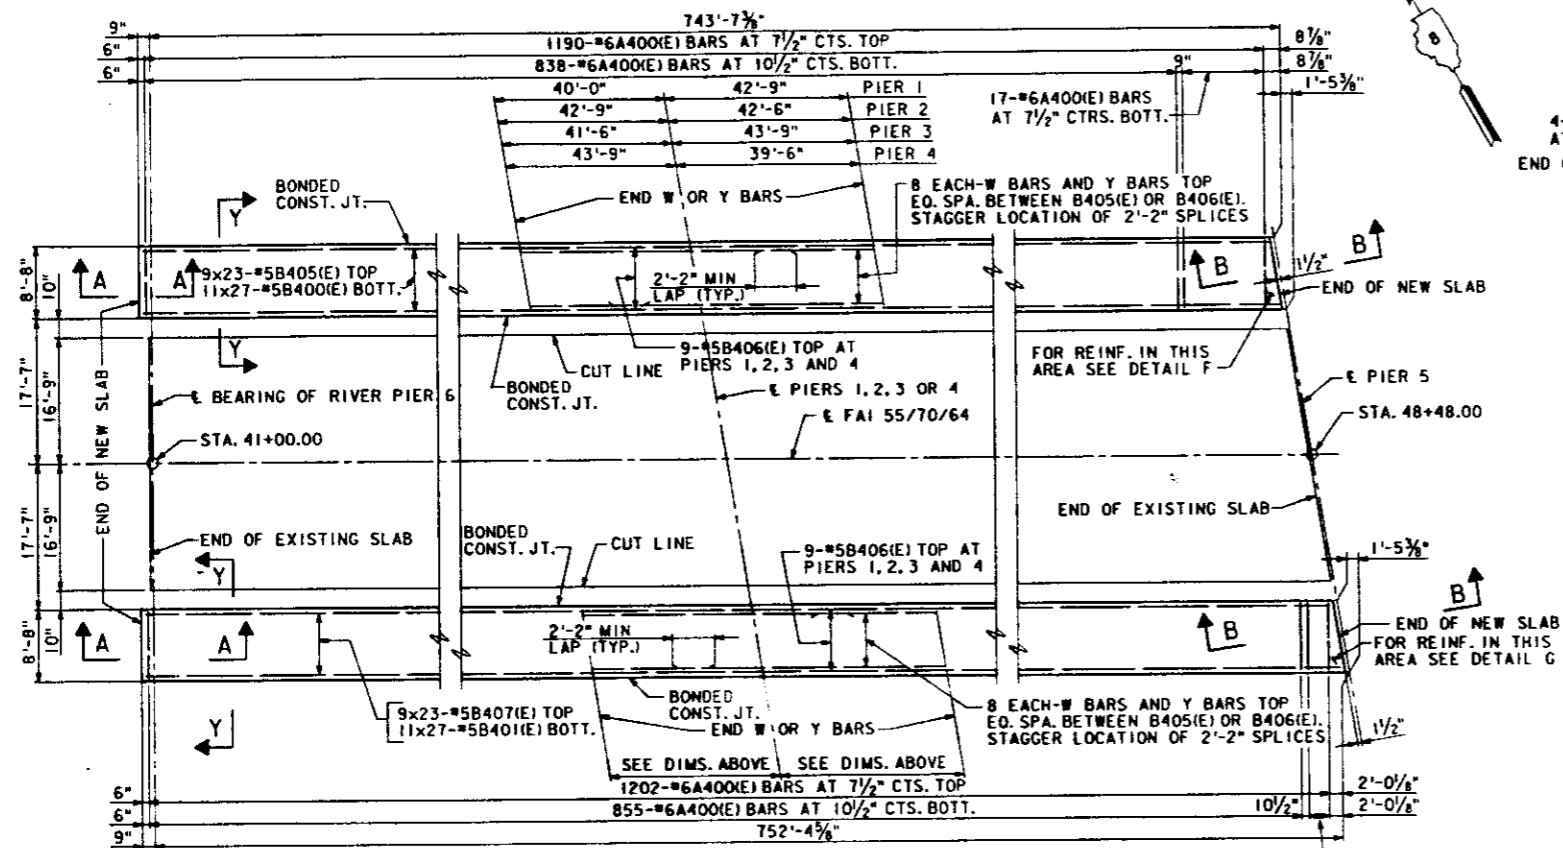 743'-7⅜"
9"
1190-#6A400(E) BARS AT 7½" CTS. TOP
8⅞"
6"
838-#6A400(E) BARS AT 10½" CTS. BOTT.
9"
8⅞"
6"
40'-0" 42'-9" PIER 1
1'-5⅜"
42'-9" 42'-6" PIER 2
41'-6" 43'-9" PIER 3
43'-9" 39'-6" PIER 4
17-#6A400(E) BARS
AT 7½" CTRS. BOTT.
8
END
BONDED
CONST. JT.
Y
END W OR Y BARS
8 EACH-W BARS AND Y BARS TOP
EQ. SPA. BETWEEN B405(E) OR B406(E).
STAGGER LOCATION OF 2'-2" SPLICES
8'-8"
10"
A
A
9x23-#5B405(E) TOP
11x27-#5B400(E) BOTT.
2'-2" MIN
LAP (TYP.)
B
B
1½"
END OF NEW SLAB
Y
9-#5B406(E) TOP AT
PIERS 1, 2, 3 AND 4
CUT LINE
BONDED
CONST. JT.
FOR REINF. IN THIS
AREA SEE DETAIL F
17'-7"
16'-9"
END OF NEW SLAB
℄ BEARING OF RIVER PIER 6
℄ PIERS 1, 2, 3 OR 4
℄ PIER 5
STA. 41+00.00
℄ FAI 55/70/64
STA. 48+48.00
17'-7"
16'-9"
END OF EXISTING SLAB
END OF EXISTING SLAB
BONDED
CONST. JT.
CUT LINE
9-#5B406(E) TOP AT
PIERS 1, 2, 3 AND 4
1'-5⅜"
Y
8'-8"
10"
A
A
2'-2" MIN
LAP (TYP.)
B
B
END OF NEW SLAB
FOR REINF. IN THIS
AREA SEE DETAIL G
Y
9x23-#5B407(E) TOP
11x27-#5B401(E) BOTT.
BONDED
CONST. JT.
END W OR Y BARS
8 EACH-W BARS AND Y BARS TOP
EQ. SPA. BETWEEN B405(E) OR B406(E).
STAGGER LOCATION OF 2'-2" SPLICES
1½"
SEE DIMS. ABOVE SEE DIMS. ABOVE
6"
1202-#6A400(E) BARS AT 7½" CTS. TOP
2'-0⅛"
6"
855-#6A400(E) BARS AT 10½" CTS. BOTT.
10½"
2'-0⅛"
9"
752'-4⅝"